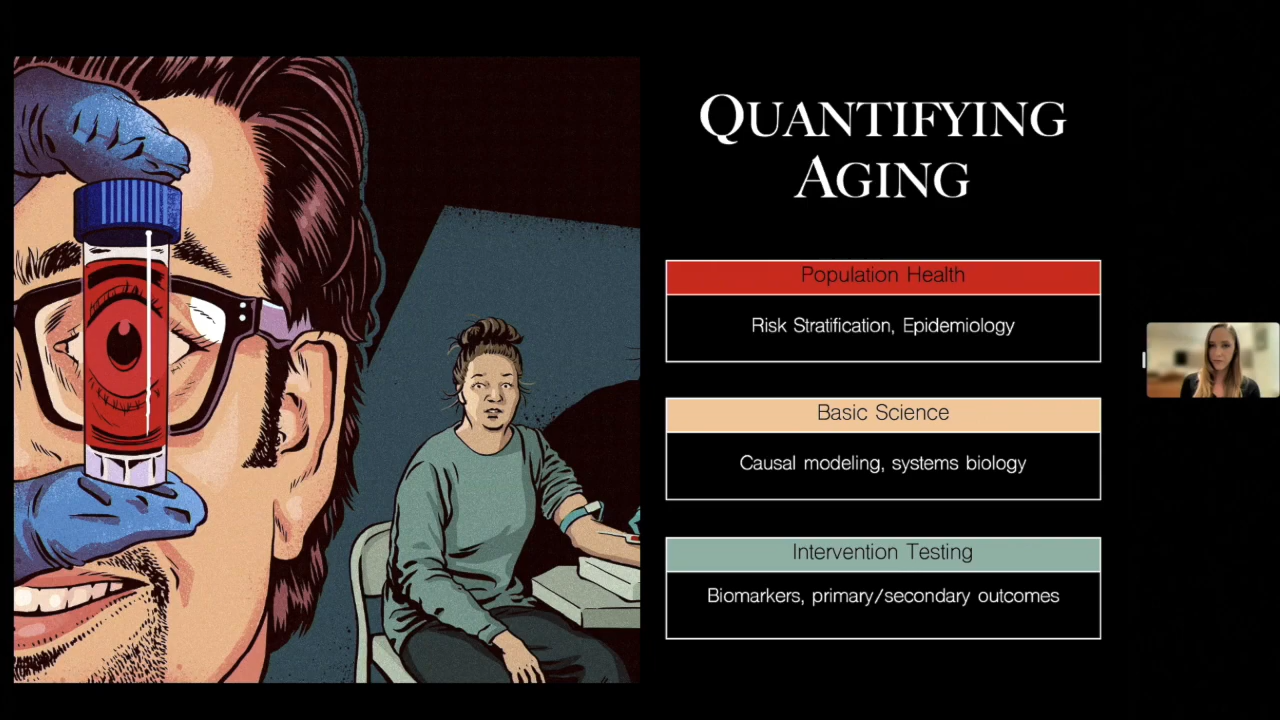 QUANTIFYING
AGING
Population Health
Risk Stratification, Epidemiology
Basic Science
Causal modeling, systems biology
Intervention Testing
Biomarkers, primary/secondary outcomes